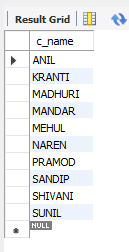 Result Grid
c_name
ANIL
KRANTI
MADHURI
MANDAR
MEHUL
NAREN
PRAMOD
SANDIP
SHIVANI
SUNIL
NULL